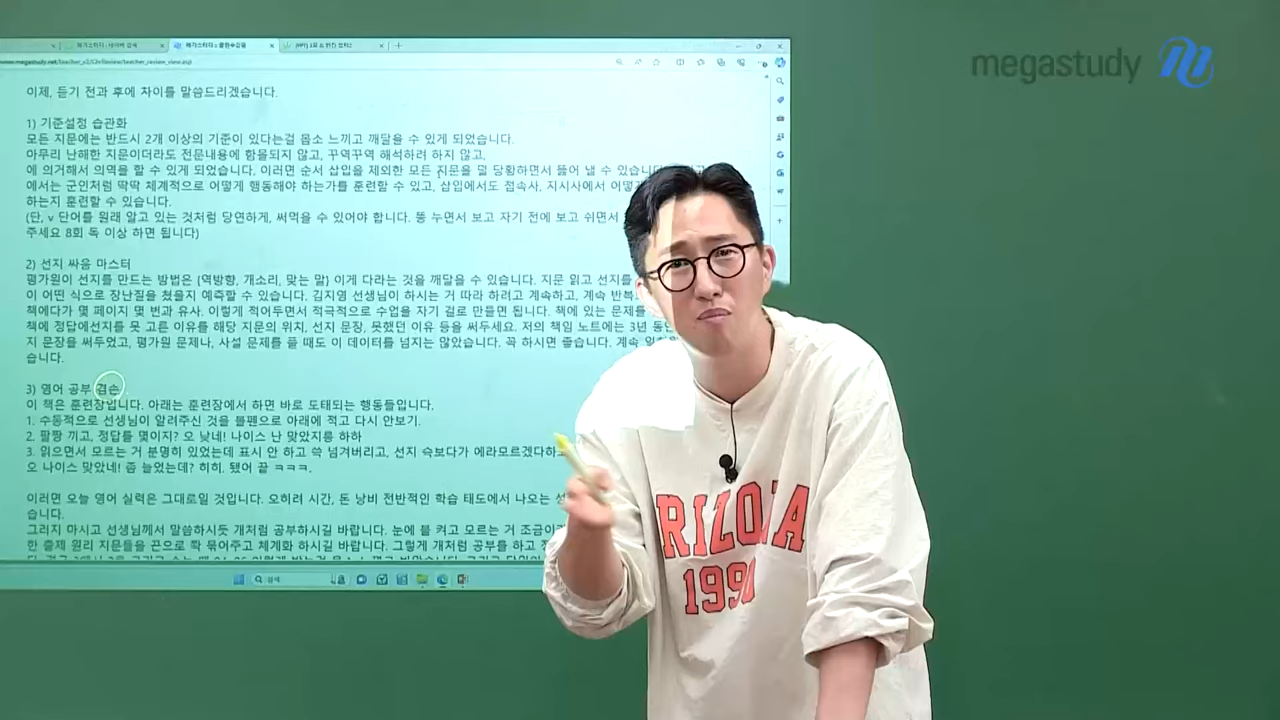 megastudy
메가스터디 : 네이버 검색
www.megastudy.net/teacher_v2/
이제, 듣기 전과 후에 차이를 말씀드리겠습니다.
1) 기준설정 습관화
모든 지문에는 반드시 2개 이상의 기준이 있다는걸 몸소 느끼고 깨달을 수 있게 되었습니다.
아무리 난해한 지문이더라도 전문내용에 함몰되지 않고, 꾸역꾸역 해석하려 하지 않고,
에 의거해서 의역을 할 수 있게 되었습니다. 이러면 순서 삽입을 제외한 모든 지문을 덜 당황하면서 뚫어 낼 수 있습니다
에서는 군인처럼 딱딱 체계적으로 어떻게 행동해야 하는가를 훈련할 수 있고, 삽입에서도 접속사, 지시사에서 어떻게
하는지 훈련할 수 있습니다.
(단, v 단어를 원래 알고 있는 것처럼 당연하게, 써먹을 수 있어야 합니다. 똥 누면서 보고 자기 전에 보고 쉬면서
주세요 8회 독 이상 하면 됩니다)
2) 선지 싸움 마스터
평가원이 선지를 만드는 방법은 (역방향, 개소리, 맞는 말) 이게 다라는 것을 깨달을 수 있습니다. 지문 읽고 선지를
이 어떤 식으로 장난질을 쳤을지 예측할 수 있습니다. 김지영 선생님이 하시는 거 따라 하려고 계속하고, 계속 반복
책에다가 몇 페이지 몇 번과 유사. 이렇게 적어두면서 적극적으로 수업을 자기 걸로 만들면 됩니다. 책에 있는 문제를
책에 정답에선지를 못 고른 이유를 해당 지문의 위치, 선지 문장, 못했던 이유 등을 써두세요. 저의 책임 노트에는 3년 동안
지 문장을 써두었고, 평가원 문제나, 사설 문제를 풀 때도 이 데이터를 넘지는 않았습니다. 꼭 하시면 좋습니다. 계속
습니다.
3) 영어 공부 겸손
이 책은 훈련장입니다. 아래는 훈련장에서 하면 바로 도태되는 행동들입니다.
1. 수동적으로 선생님이 알려주신 것을 볼펜으로 아래에 적고 다시 안보기.
2. 팔짱 끼고, 정답률 몇이지? 오 낮네! 나이스 난 맞았지롱 하하
3. 읽으면서 모르는 거 분명히 있었는데 표시 안 하고 슥 넘겨버리고, 선지 슥보다가 에라모르겠다하고
오 나이스 맞았네! 좀 늘었는데? 히히, 됐어 끝 ㅋㅋㅋ.
이러면 오늘 영어 실력은 그대로일 것입니다. 오히려 시간, 돈 낭비 전반적인 학습 태도에서 나오는
습니다.
그러지 마시고 선생님께서 말씀하시듯 개처럼 공부하시길 바랍니다. 눈에 불 켜고 모르는 거 조금이라
한 출제 원리 지문들을 끈으로 딱 묶어주고 체계화 하시길 바랍니다. 그렇게 개처럼 공부를 하고
검색
RIZONA
1990